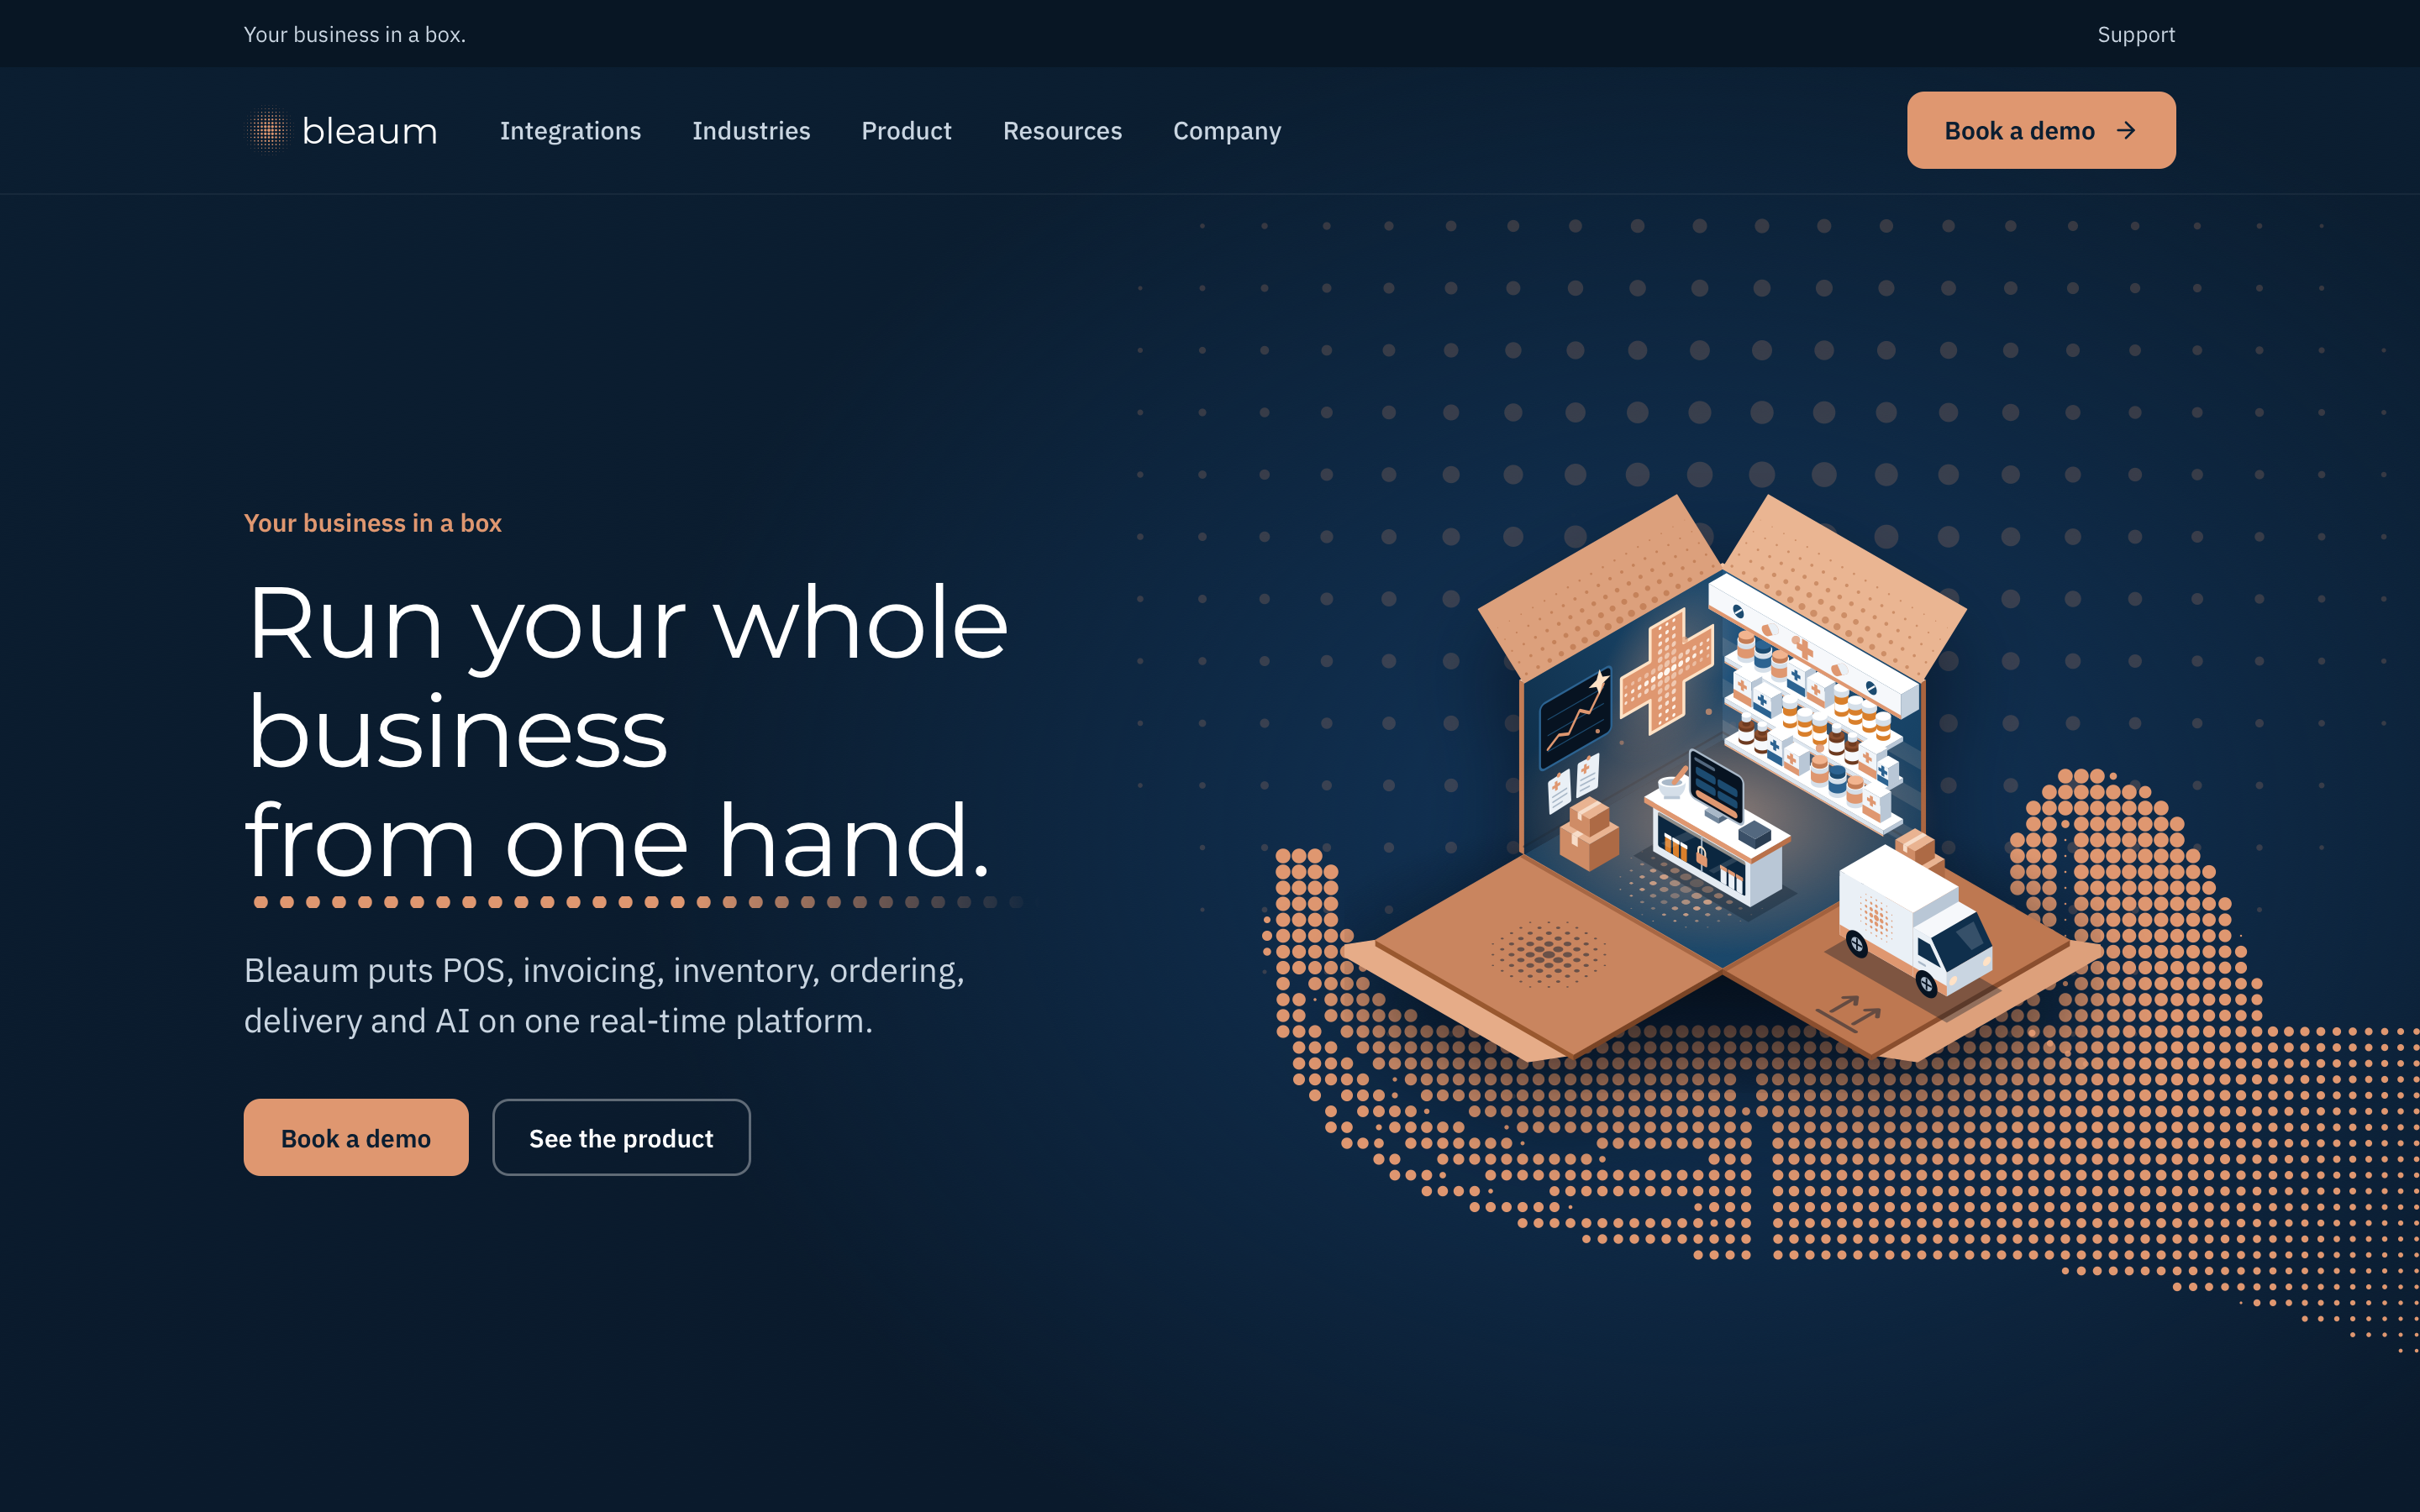 Your business in a box.
Support
bleaum
Integrations
Industries
Product
Resources
Company
Book a demo →
Your business in a box
Run your whole
business
from one hand.
Bleaum puts POS, invoicing, inventory, ordering,
delivery and AI on one real-time platform.
Book a demo
See the product